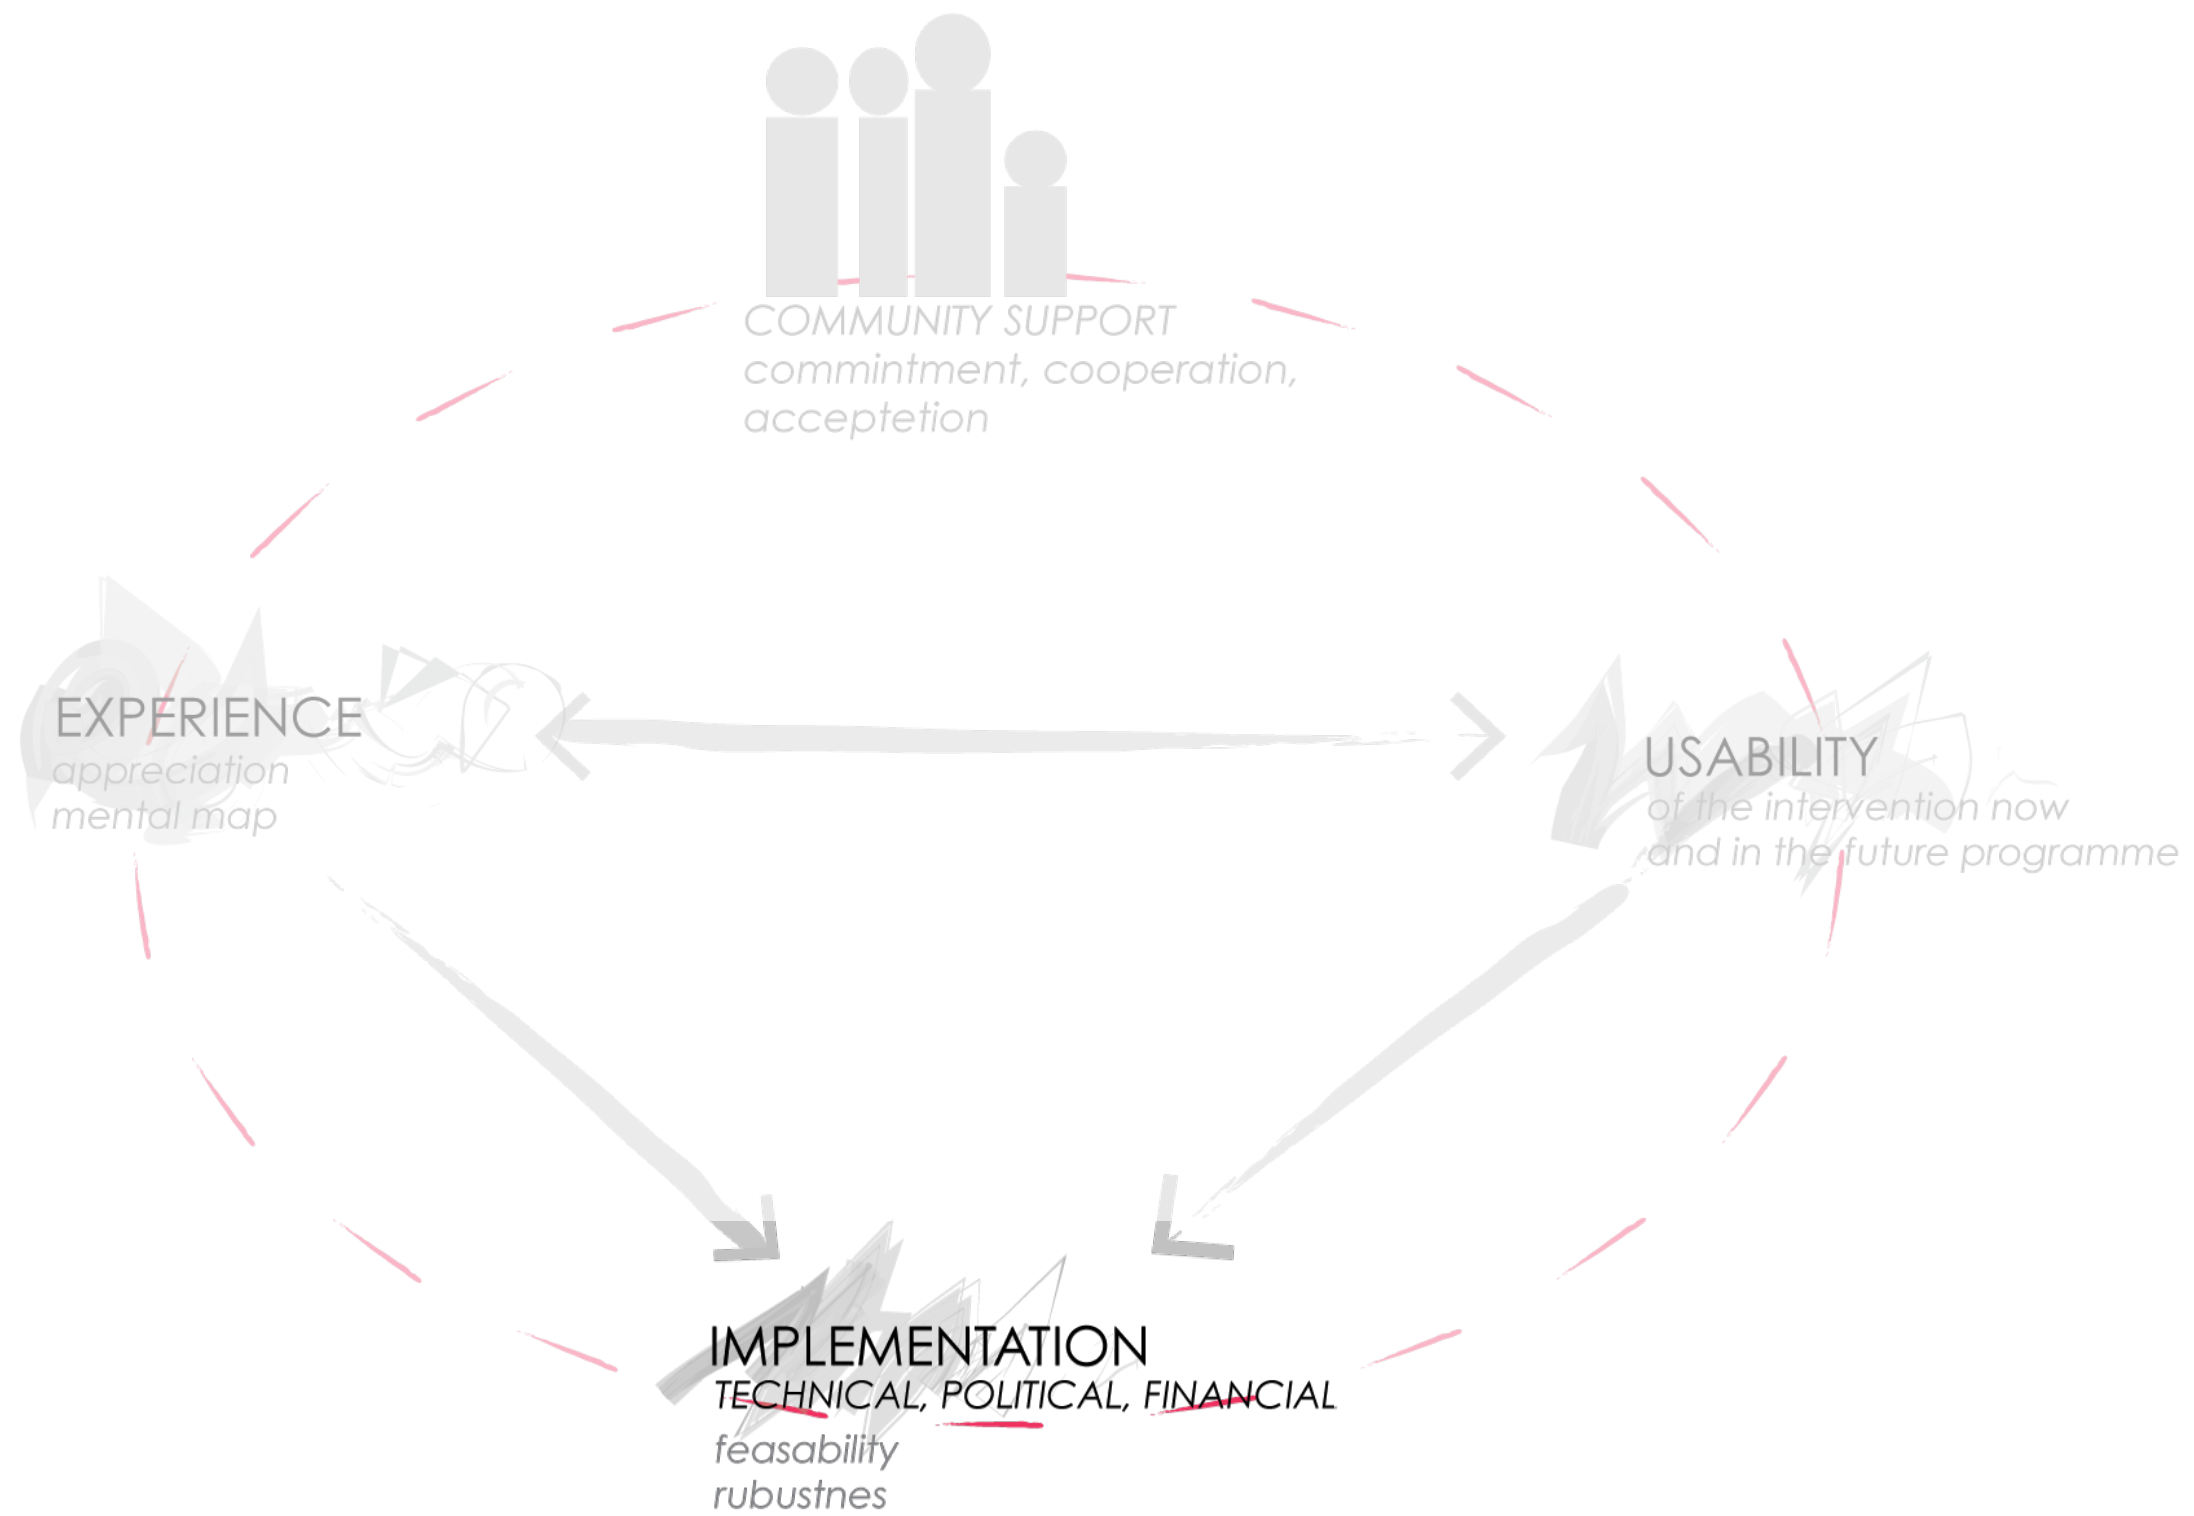 COMMUNITY SUPPORT
commintment, cooperation,
acceptetion
EXPERIENCE
appreciation
mental map
USABILITY
of the intervention now
and in the future programme
IMPLEMENTATION
TECHNICAL, POLITICAL, FINANCIAL
feasability
rubustnes